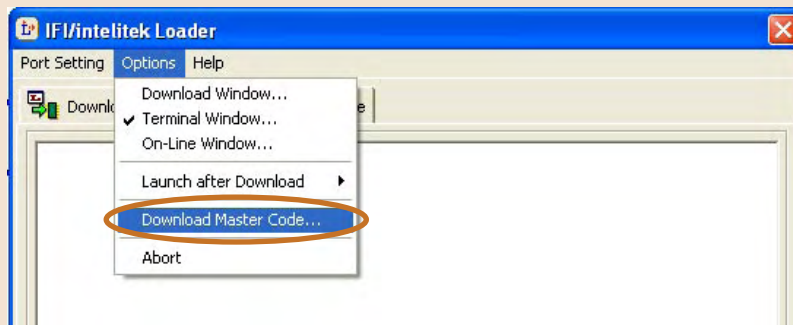 IFI/intelitek Loader
Port Setting Options Help
Download Window...
Terminal Window...
On-Line Window...
Launch after Download
Download Master Code...
Abort